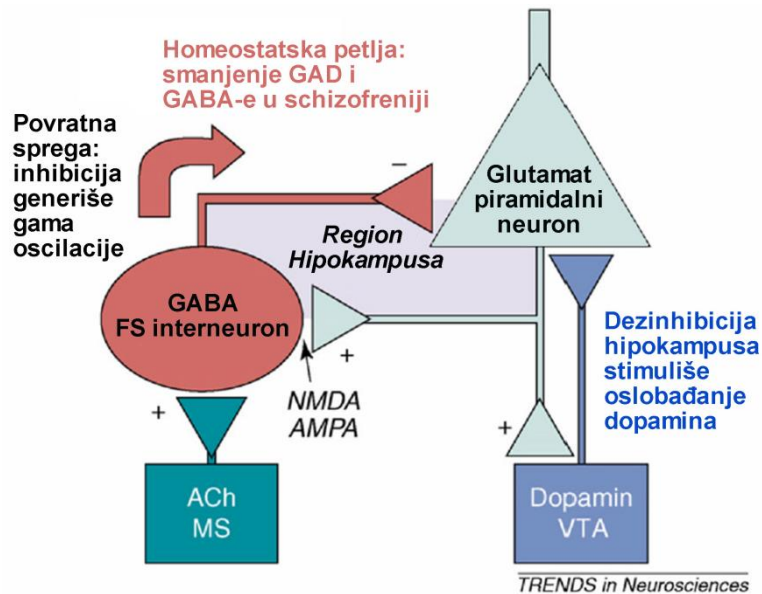 Homeostatska petlja:
smanjenje GAD i
GABA-e u schizofreniji
Povratna
sprega:
inhibicija
generiše
gama
oscilacije
–
Glutamat
piramidalni
neuron
Region
Hipokampusa
GABA
FS interneuron
+
NMDA
AMPA
Dezinhibicija
hipokampusa
stimuliše
oslobađanje
dopamina
+
+
ACh
MS
Dopamin
VTA
TRENDS in Neurosciences